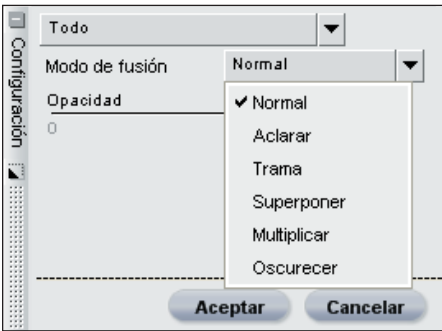 Configuración
Todo
Modo de fusión Normal
Opacidad
0
Normal
Aclarar
Trama
Superponer
Multiplicar
Oscurecer
Aceptar Cancelar